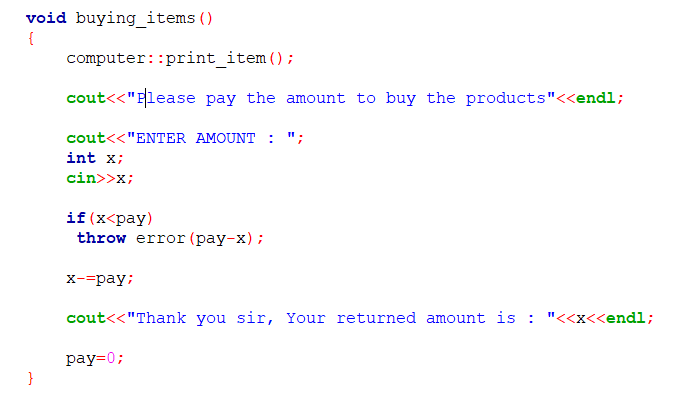 void buying_items()
{
computer::print_item();
cout<<"Please pay the amount to buy the products"<<endl;
cout<<"ENTER AMOUNT : ";
int x;
cin>>x;
if(x<pay)
throw error(pay-x);
x-=pay;
cout<<"Thank you sir, Your returned amount is : "<<x<<endl;
pay=0;
}